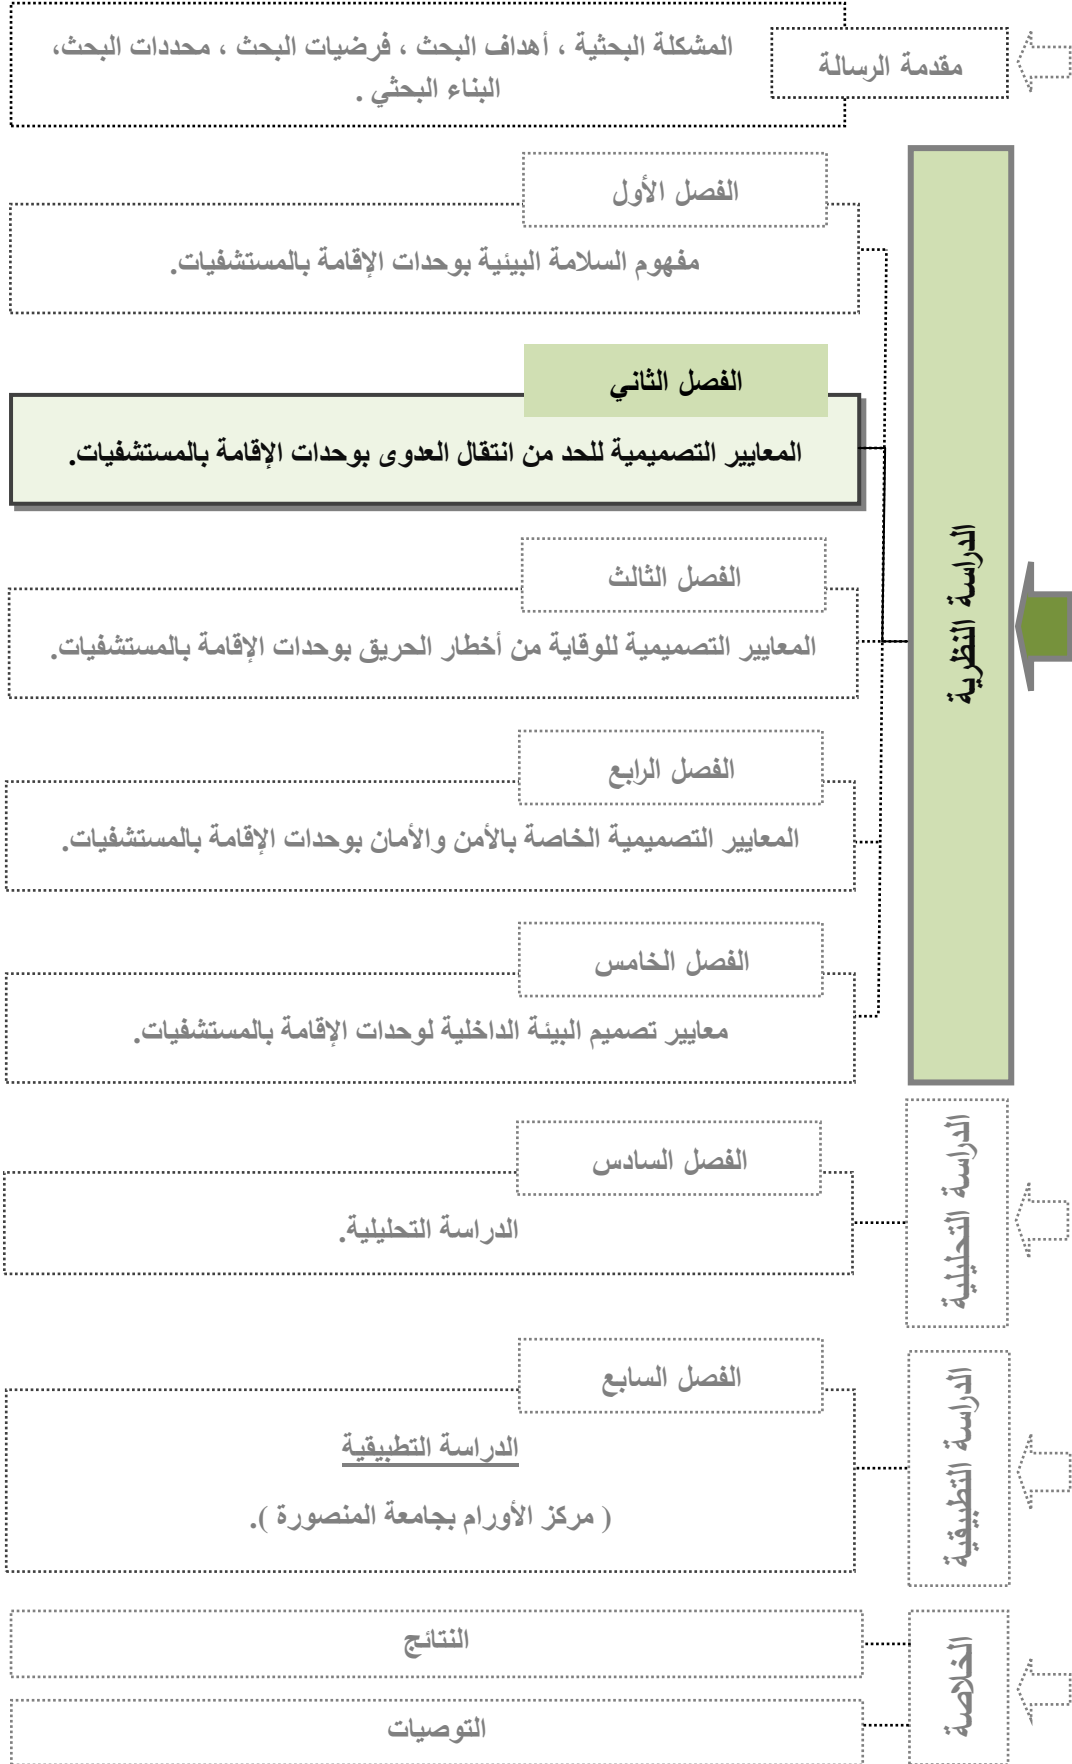 مقدمة الرسالة
المشكلة البحثية ، أهداف البحث ، فرضيات البحث ، محددات البحث،
البناء البحثي .
الدراسة النظرية
الفصل الأول
مفهوم السلامة البيئية بوحدات الإقامة بالمستشفيات.
الفصل الثاني
المعايير التصميمية للحد من انتقال العدوى بوحدات الإقامة بالمستشفيات.
الفصل الثالث
المعايير التصميمية للوقاية من أخطار الحريق بوحدات الإقامة بالمستشفيات.
الفصل الرابع
المعايير التصميمية الخاصة بالأمن والأمان بوحدات الإقامة بالمستشفيات.
الفصل الخامس
معايير تصميم البيئة الداخلية لوحدات الإقامة بالمستشفيات.
الدراسة التحليلية
الفصل السادس
الدراسة التحليلية.
الدراسة التطبيقية
الفصل السابع
الدراسة التطبيقية
( مركز الأورام بجامعة المنصورة ).
الخلاصة
النتائج
التوصيات